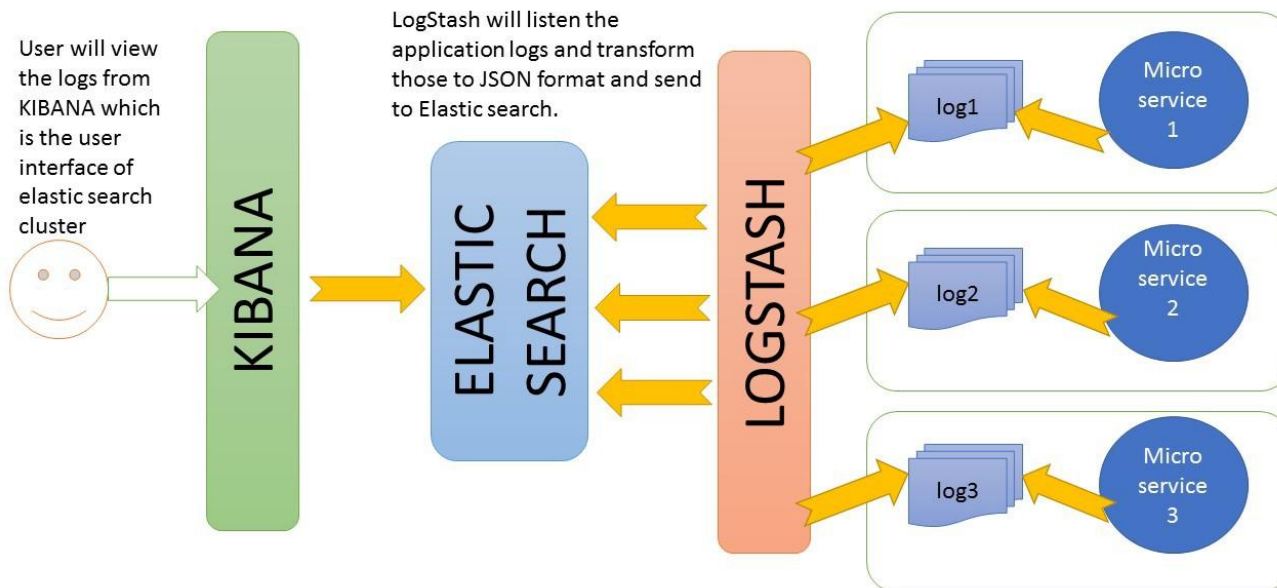 User will view
the logs from
KIBANA which
is the user
interface of
elastic search
cluster
KIBANA
LogStash will listen the
application logs and transform
those to JSON format and send
to Elastic search.
ELASTIC
SEARCH
LOGSTASH
log1
Micro
service
1
log2
Micro
service
2
log3
Micro
service
3